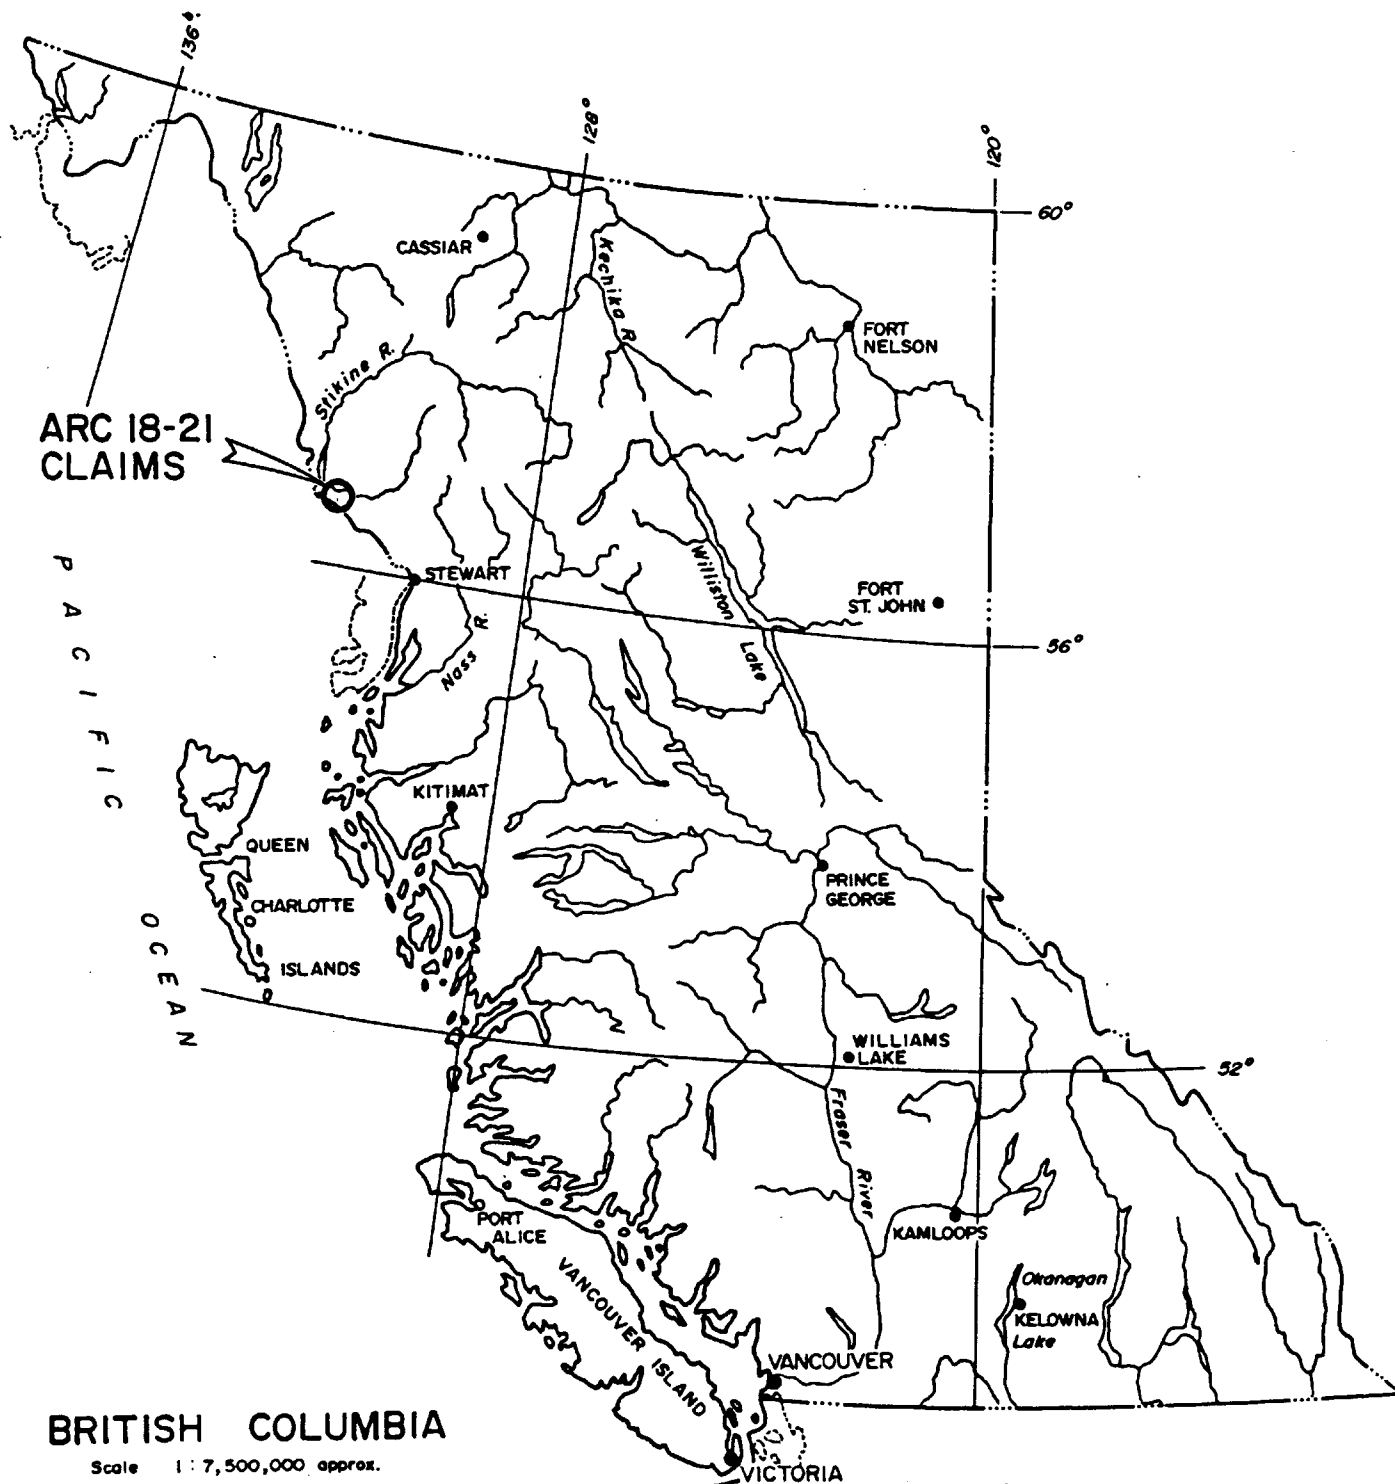 136°
128°
120°
60°
CASSIAR
Kechika R.
FORT
NELSON
Stikine R.
ARC 18-21
CLAIMS
PACIFIC
OCEAN
STEWART
Nass R.
Williston
Lake
FORT
ST. JOHN
56°
KITIMAT
QUEEN
CHARLOTTE
ISLANDS
PRINCE
GEORGE
WILLIAMS
LAKE
52°
Fraser
River
PORT
ALICE
VANCOUVER ISLAND
KAMLOOPS
Okanagan
KELOWNA
Lake
VANCOUVER
VICTORIA
BRITISH COLUMBIA
Scale 1 : 7,500,000 approx.